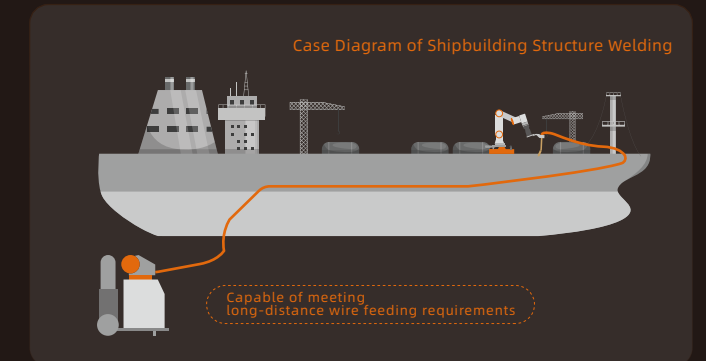 Case Diagram of Shipbuilding Structure Welding
Capable of meeting
long-distance wire feeding requirements